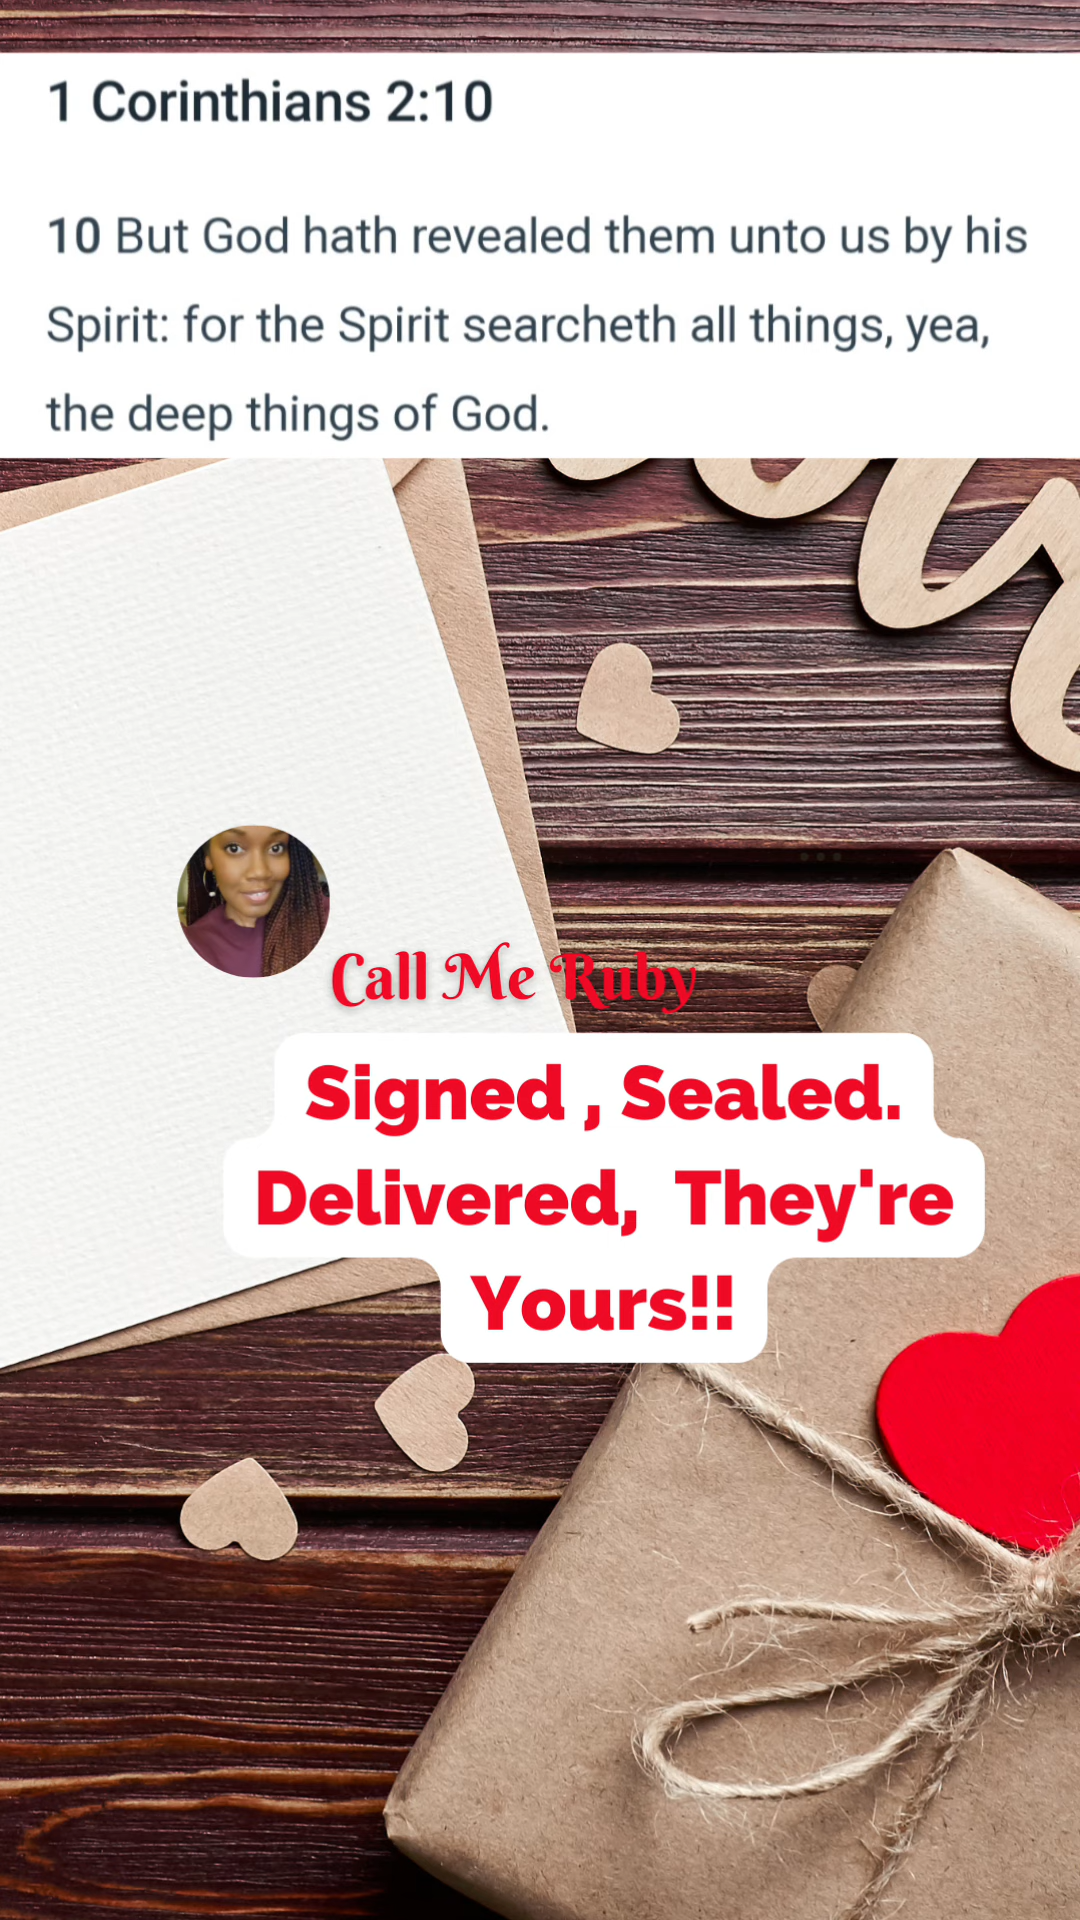 1 Corinthians 2:10
10 But God hath revealed them unto us by his
Spirit: for the Spirit searcheth all things, yea,
the deep things of God.
Call Me Ruby
Signed , Sealed.
Delivered, They're
Yours!!